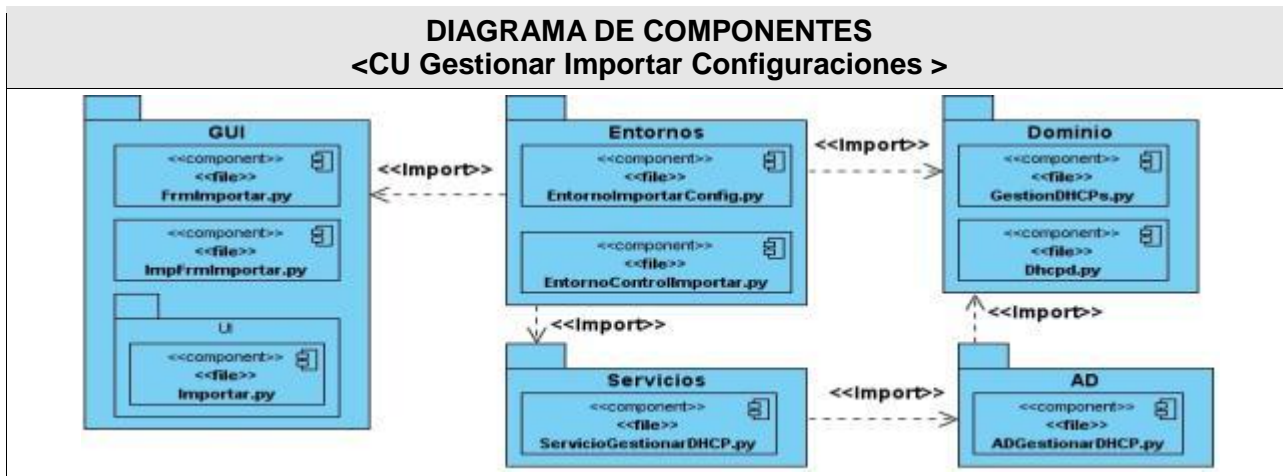 DIAGRAMA DE COMPONENTES
<CU Gestionar Importar Configuraciones >
GUI
<<component>>
<<file>>
FrmImportar.py
<<component>>
<<file>>
ImpFrmImportar.py
UI
<<component>>
<<file>>
Importar.py
<<Import>>
Entornos
<<component>>
<<file>>
EntornoImportarConfig.py
<<component>>
<<file>>
EntornoControlImportar.py
<<Import>>
Dominio
<<component>>
<<file>>
GestionDHCPs.py
<<component>>
<<file>>
Dhcpd.py
<<Import>>
<<Import>>
Servicios
<<component>>
<<file>>
ServicioGestionarDHCP.py
<<Import>>
AD
<<component>>
<<file>>
ADGestionarDHCP.py